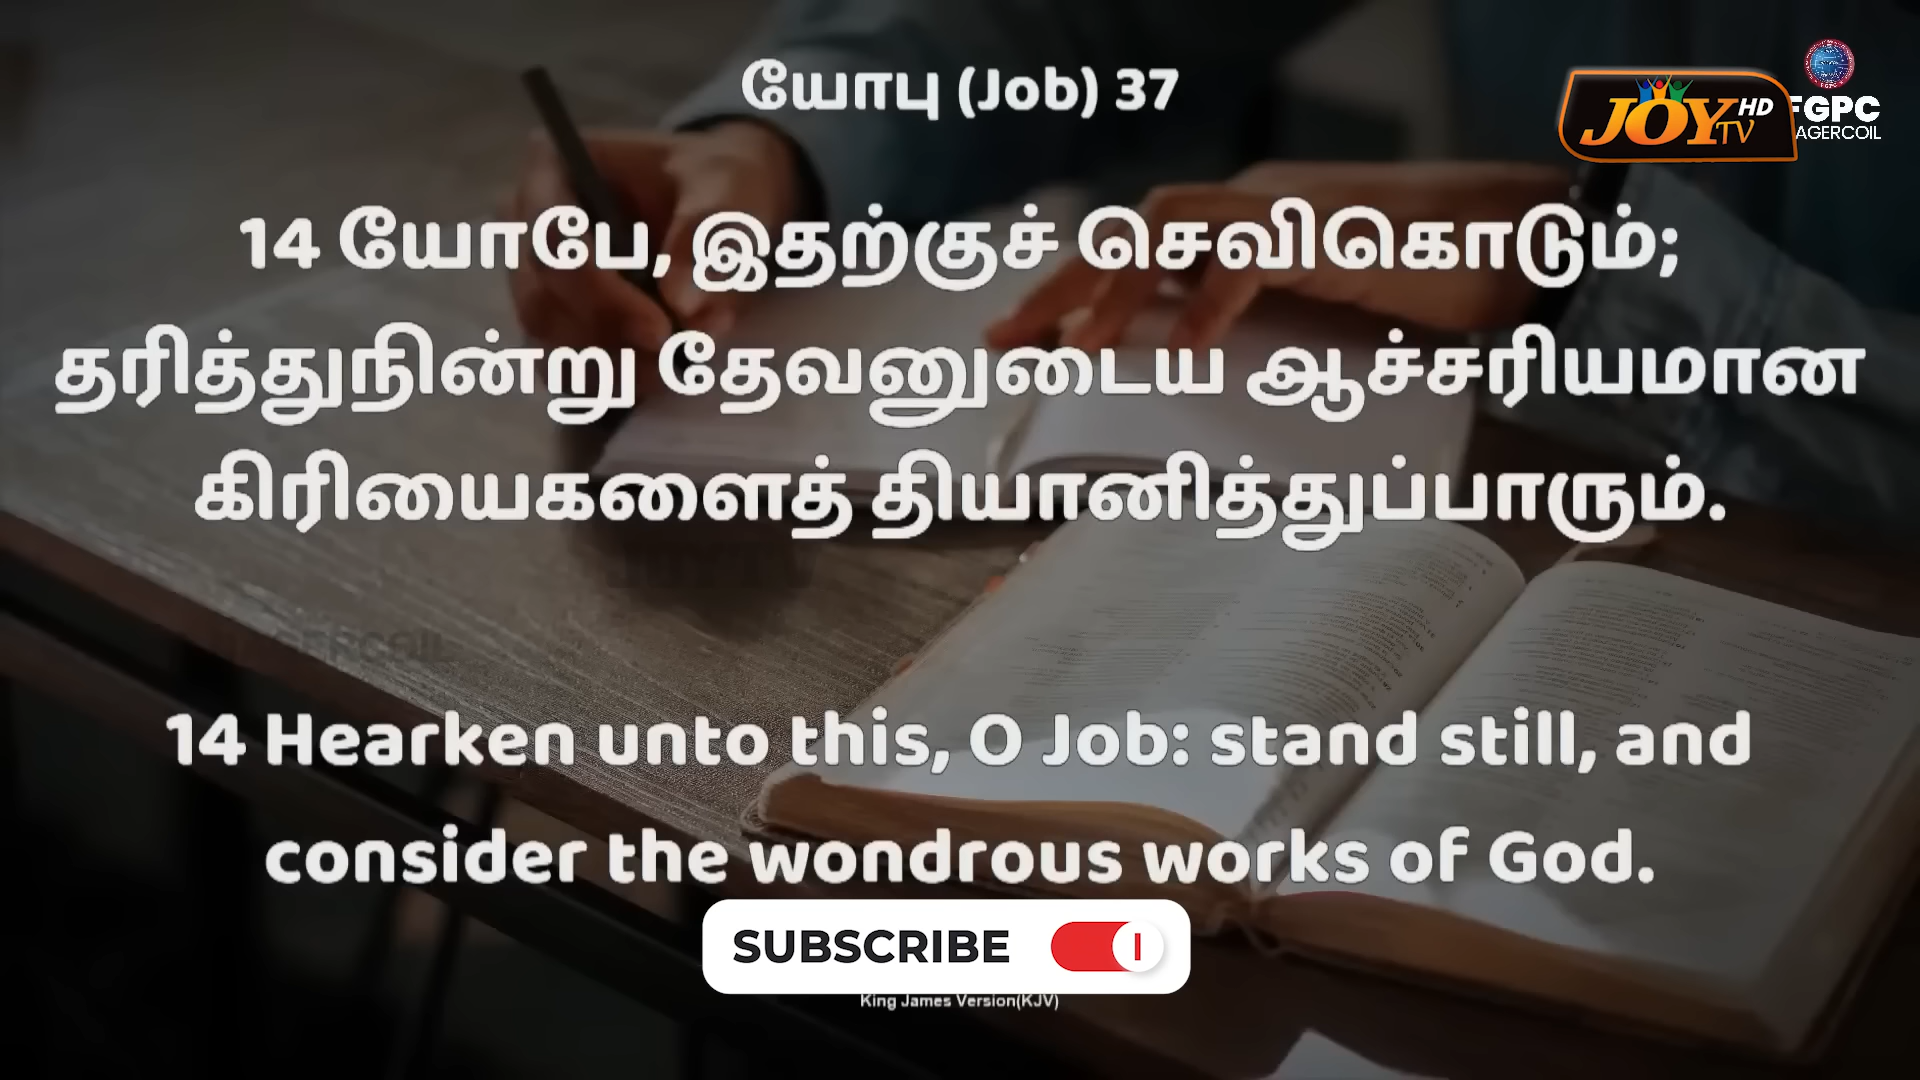 யோபு (Job) 37
JOY TV HD
FGPC
AGERCOIL
14 யோபே, இதற்குச் செவிகொடும்;
தரித்துநின்று தேவனுடைய ஆச்சரியமான
கிரியைகளைத் தியானித்துப்பாரும்.
14 Hearken unto this, O Job: stand still, and
consider the wondrous works of God.
SUBSCRIBE
King James Version(KJV)